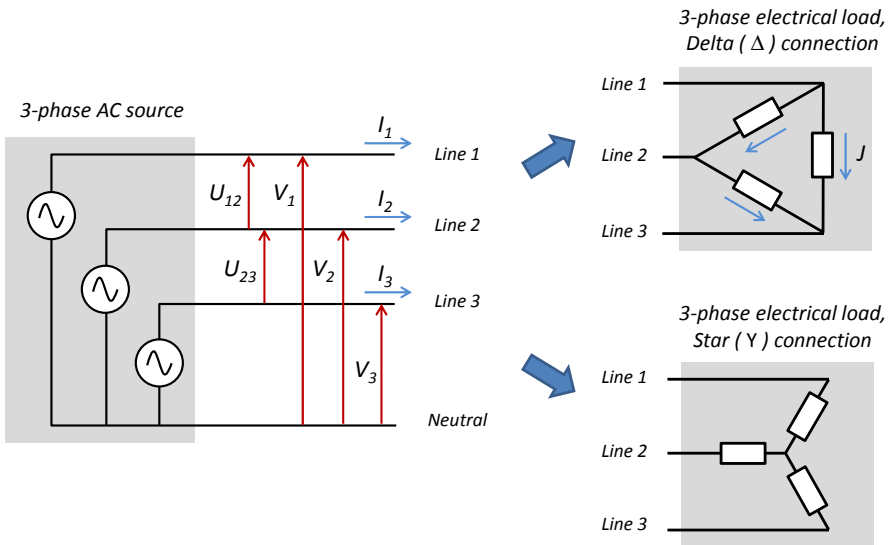 3-phase AC source
I1
Line 1
U12
V1
I2
Line 2
U23
V2
I3
Line 3
V3
Neutral
3-phase electrical load,
Delta ( Δ ) connection
Line 1
Line 2
J
Line 3
3-phase electrical load,
Star ( Y ) connection
Line 1
Line 2
Line 3